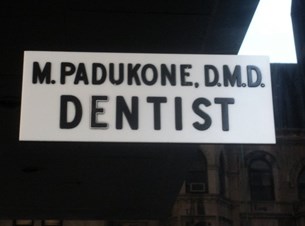 M. PADUKONE, D.M.D.
DENTIST